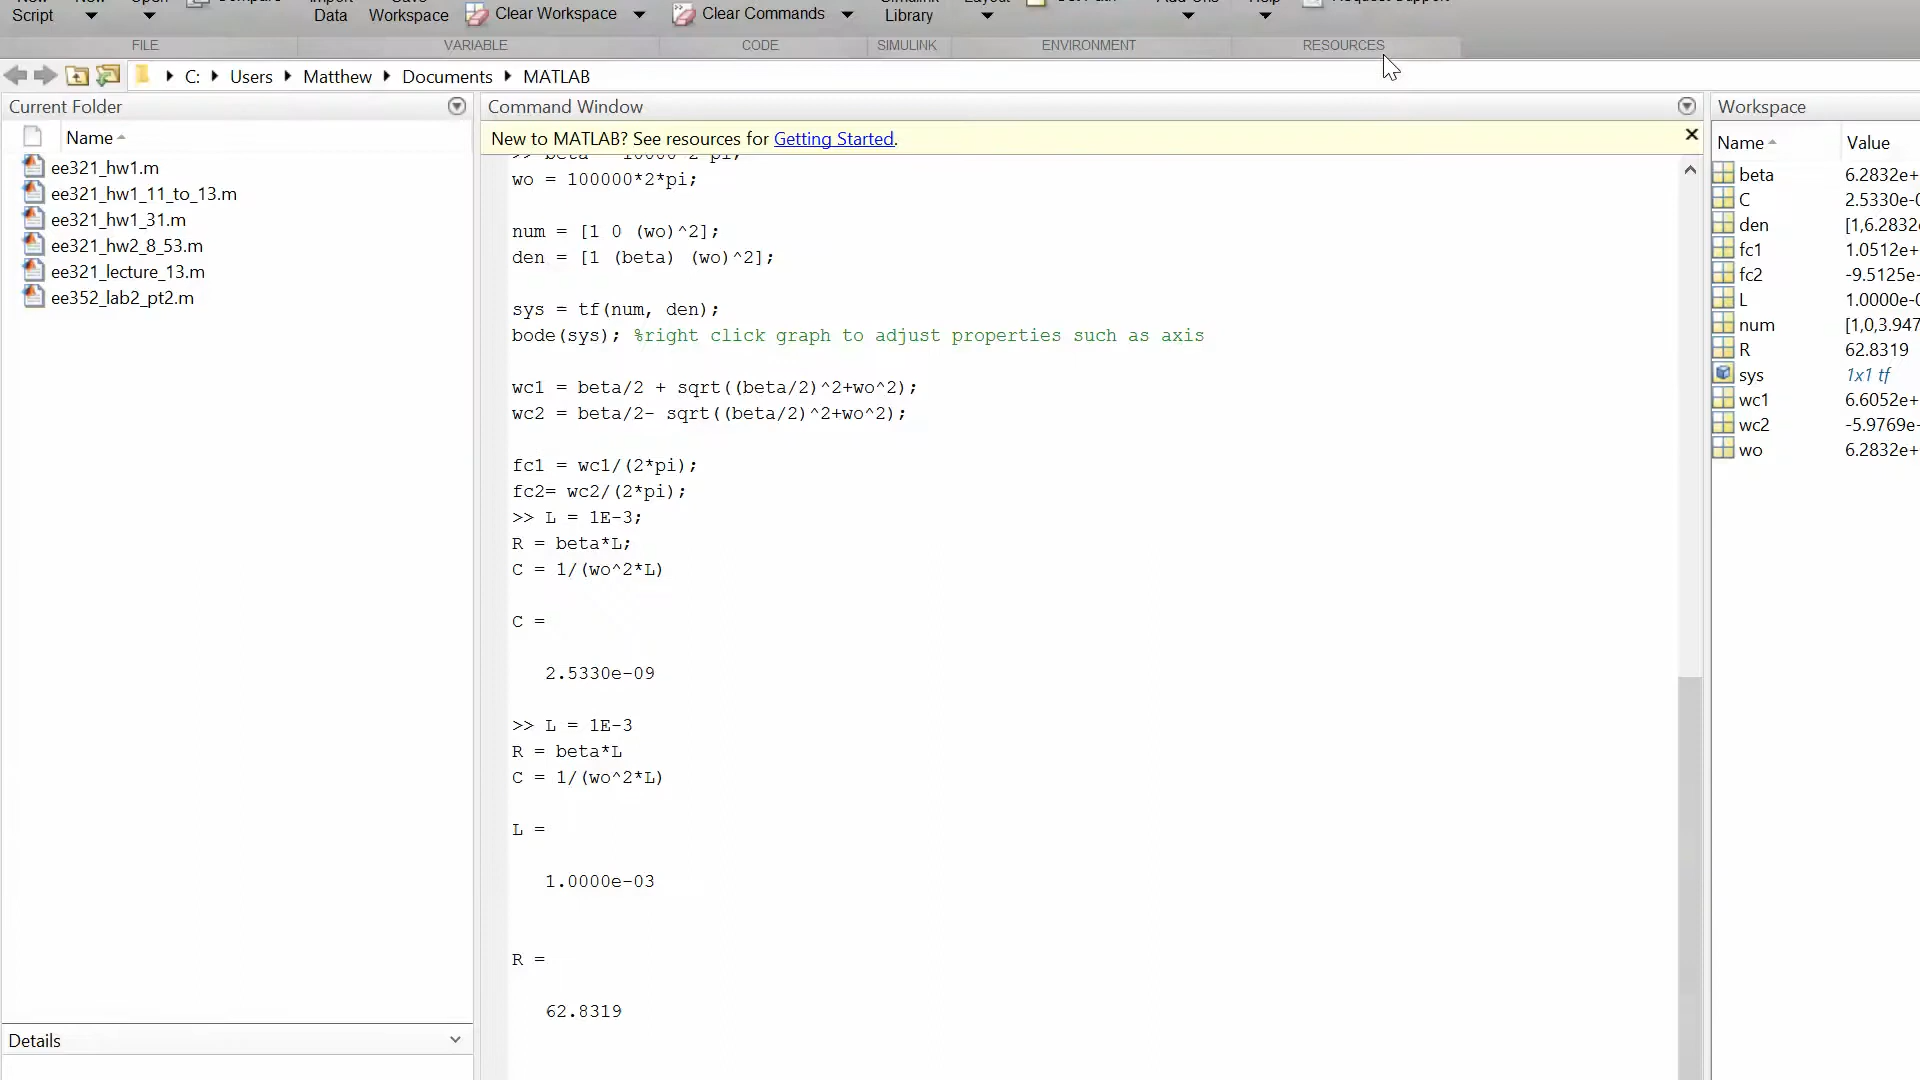 Script
Import
Data
Workspace
Clear Workspace
Clear Commands
Simulink
Library
Layout
FILE
VARIABLE
CODE
SIMULINK
ENVIRONMENT
RESOURCES
C: Users Matthew Documents MATLAB
Current Folder
Name
ee321_hw1.m
ee321_hw1_11_to_13.m
ee321_hw1_31.m
ee321_hw2_8_53.m
ee321_lecture_13.m
ee352_lab2_pt2.m
Details
Command Window
New to MATLAB? See resources for Getting Started.
wo = 100000*2*pi;
num = [1 0 (wo)^2];
den = [1 (beta) (wo)^2];
sys = tf(num, den);
bode(sys); %right click graph to adjust properties such as axis
wc1 = beta/2 + sqrt((beta/2)^2+wo^2);
wc2 = beta/2- sqrt((beta/2)^2+wo^2);
fc1 = wc1/(2*pi);
fc2= wc2/(2*pi);
>> L = 1E-3;
R = beta*L;
C = 1/(wo^2*L)
C =
2.5330e-09
>> L = 1E-3
R = beta*L
C = 1/(wo^2*L)
L =
1.0000e-03
R =
62.8319
Workspace
Name Value
beta 6.2832e+
C 2.5330e-0
den [1,6.2832
fc1 1.0512e+
fc2 -9.5125e-
L 1.0000e-0
num [1,0,3.947
R 62.8319
sys 1x1 tf
wc1 6.6052e+
wc2 -5.9769e-
wo 6.2832e+